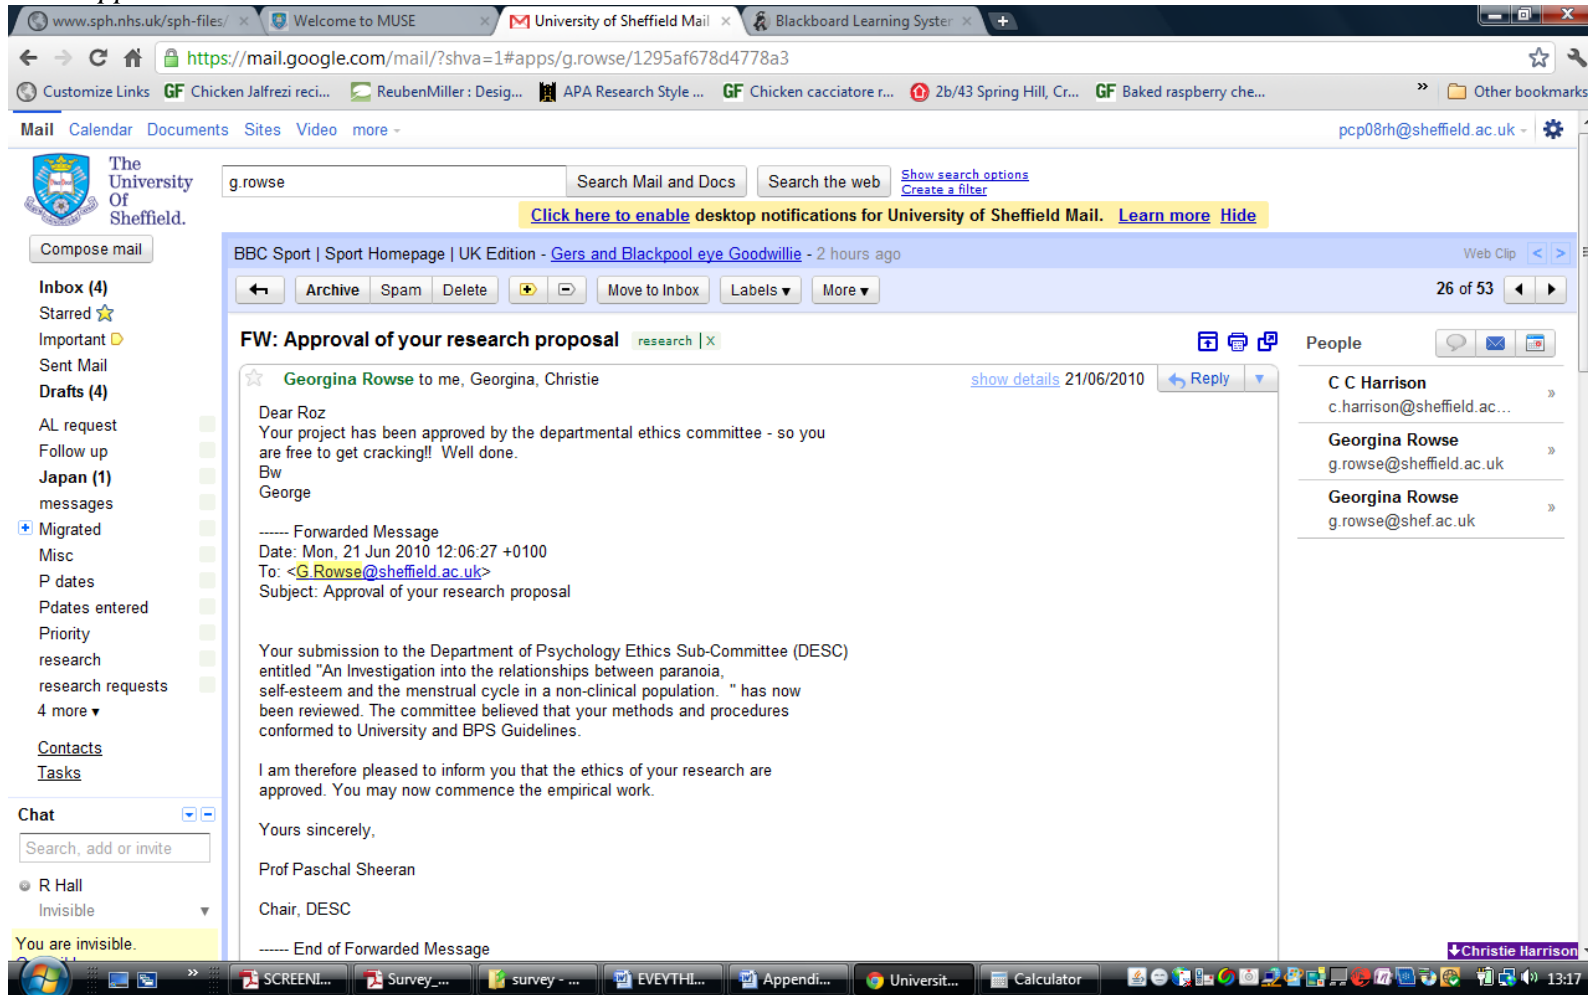 www.sph.nhs.uk/sph-files/ Welcome to MUSE University of Sheffield Mail Blackboard Learning System
https://mail.google.com/mail/?shva=1#apps/g.rowse/1295af678d4778a3
Customize Links GF Chicken Jalfrezi reci... ReubenMiller : Desig... APA Research Style ... GF Chicken cacciatore r... 2b/43 Spring Hill, Cr... GF Baked raspberry che... » Other bookmarks
Mail Calendar Documents Sites Video more pcp08rh@sheffield.ac.uk
The
University
Of
Sheffield.
g.rowse Search Mail and Docs Search the web Show search options
Create a filter
Click here to enable desktop notifications for University of Sheffield Mail. Learn more Hide
Compose mail
Inbox (4)
Starred
Important
Sent Mail
Drafts (4)
AL request
Follow up
Japan (1)
messages
Migrated
Misc
P dates
Pdates entered
Priority
research
research requests
4 more ▾
Contacts
Tasks
Chat
Search, add or invite
R Hall
Invisible
You are invisible.
BBC Sport | Sport Homepage | UK Edition - Gers and Blackpool eye Goodwillie - 2 hours ago Web Clip < >
Archive Spam Delete Move to Inbox Labels ▾ More ▾ 26 of 53
FW: Approval of your research proposal research | X
Georgina Rowse to me, Georgina, Christie show details 21/06/2010 Reply
Dear Roz
Your project has been approved by the departmental ethics committee - so you
are free to get cracking!! Well done.
Bw
George
------ Forwarded Message
Date: Mon, 21 Jun 2010 12:06:27 +0100
To: <G.Rowse@sheffield.ac.uk>
Subject: Approval of your research proposal
Your submission to the Department of Psychology Ethics Sub-Committee (DESC)
entitled "An Investigation into the relationships between paranoia,
self-esteem and the menstrual cycle in a non-clinical population. " has now
been reviewed. The committee believed that your methods and procedures
conformed to University and BPS Guidelines.
I am therefore pleased to inform you that the ethics of your research are
approved. You may now commence the empirical work.
Yours sincerely,
Prof Paschal Sheeran
Chair, DESC
------ End of Forwarded Message
People
C C Harrison
c.harrison@sheffield.ac...
Georgina Rowse
g.rowse@sheffield.ac.uk
Georgina Rowse
g.rowse@shef.ac.uk
Christie Harrison
SCREENI... Survey_... survey - ... EVEYTHI... Appendi... Universit... Calculator 13:17